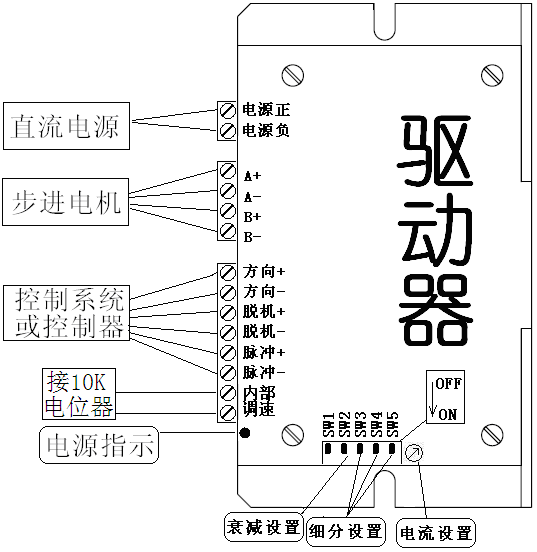 直流电源
步进电机
控制系统
或控制器
接10K
电位器
电源指示
电源正
电源负
A+
A-
B+
B-
方向+
方向-
脱机+
脱机-
脉冲+
脉冲-
内部
调速
驱动器
OFF
ON
SW1
SW2
SW3
SW4
SW5
衰减设置
细分设置
电流设置